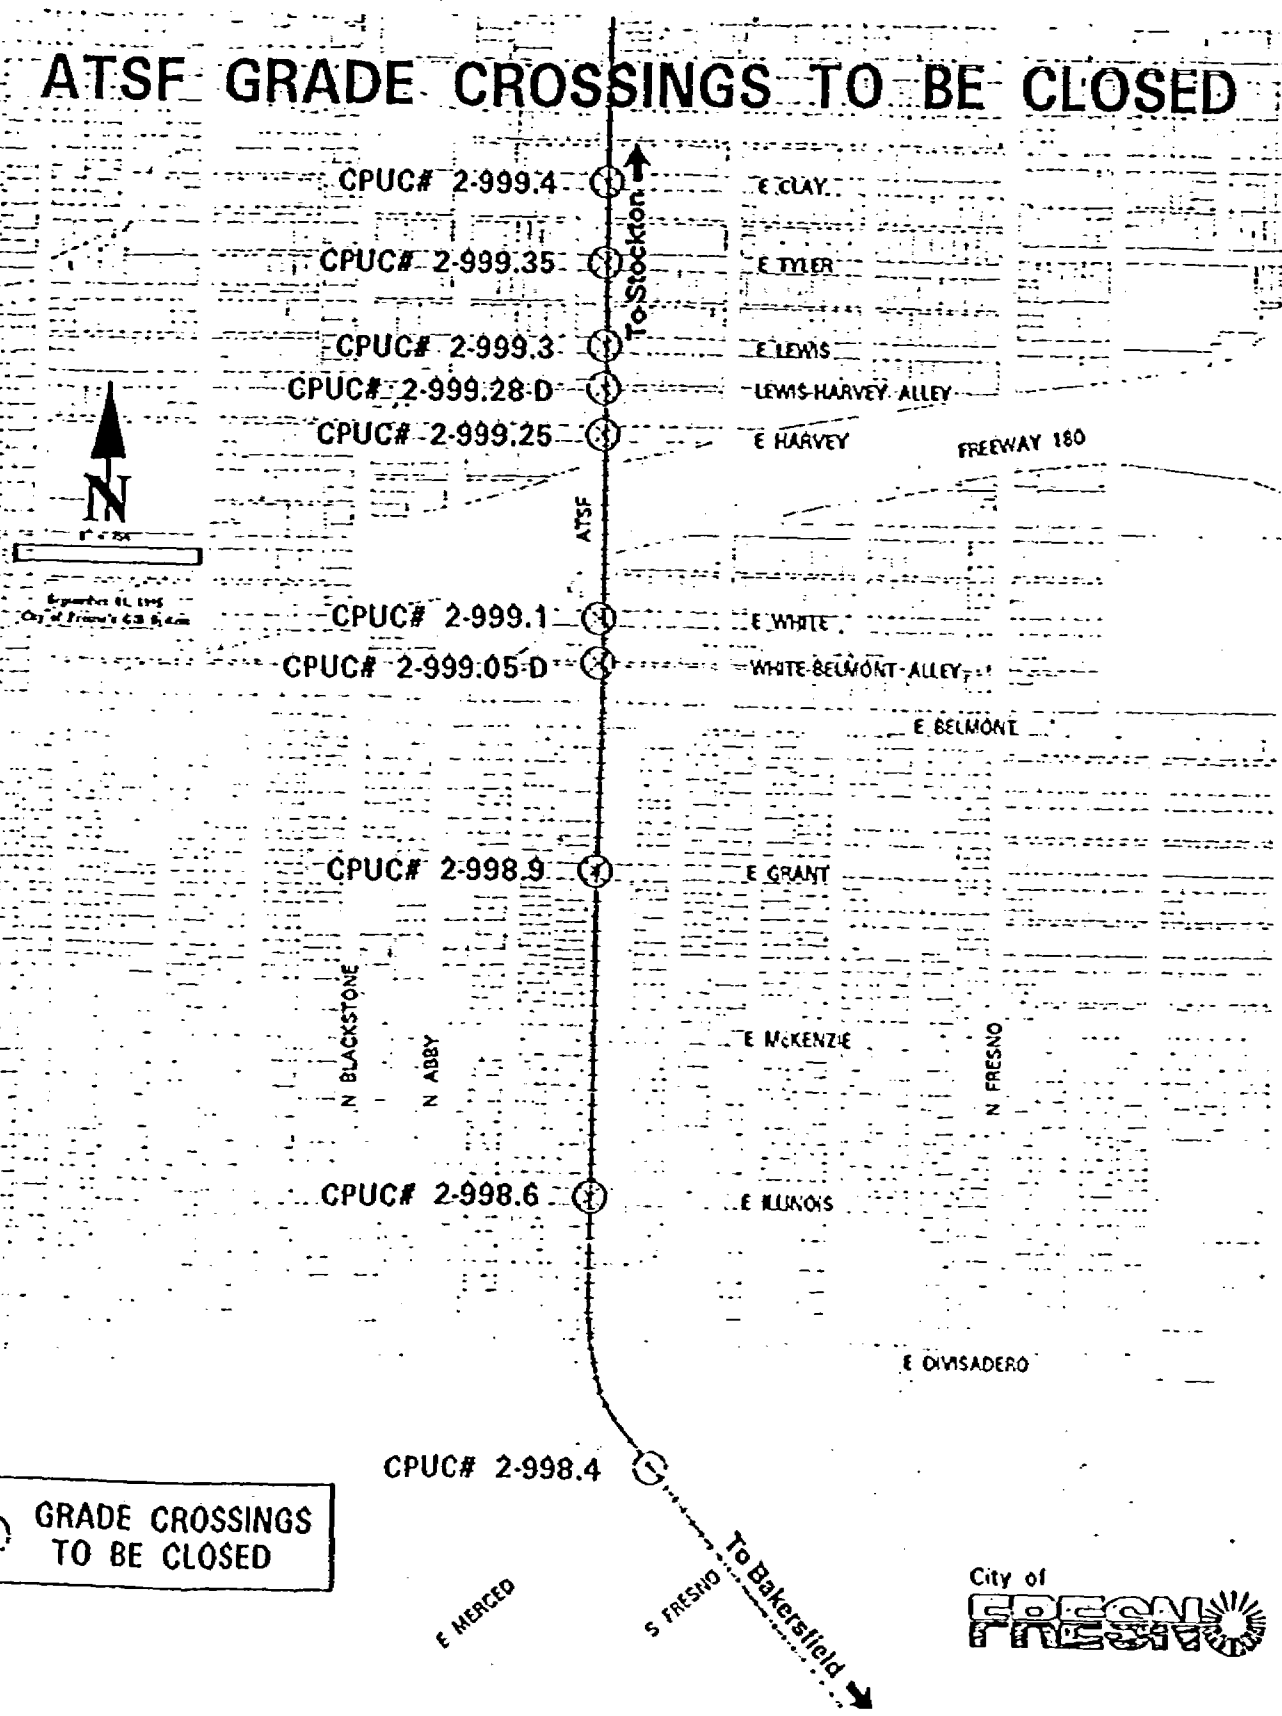 ATSF GRADE CROSSINGS TO BE CLOSED
CPUC# 2-999.4
E CLAY
CPUC# 2-999.35
E TYLER
To Stockton
CPUC# 2-999.3
E LEWIS
CPUC# 2-999.28-D
LEWIS-HARVEY ALLEY
CPUC# 2-999.25
E HARVEY
FREEWAY 180
N
ATSF
CPUC# 2-999.1
E WHITE
CPUC# 2-999.05-D
WHITE-BELMONT ALLEY
E BELMONT
CPUC# 2-998.9
E GRANT
N BLACKSTONE
N ABBY
E McKENZIE
N FRESNO
CPUC# 2-998.6
E ILLINOIS
E DIVISADERO
CPUC# 2-998.4
GRADE CROSSINGS
TO BE CLOSED
E MERCED
S FRESNO
To Bakersfield
City of
FRESNO